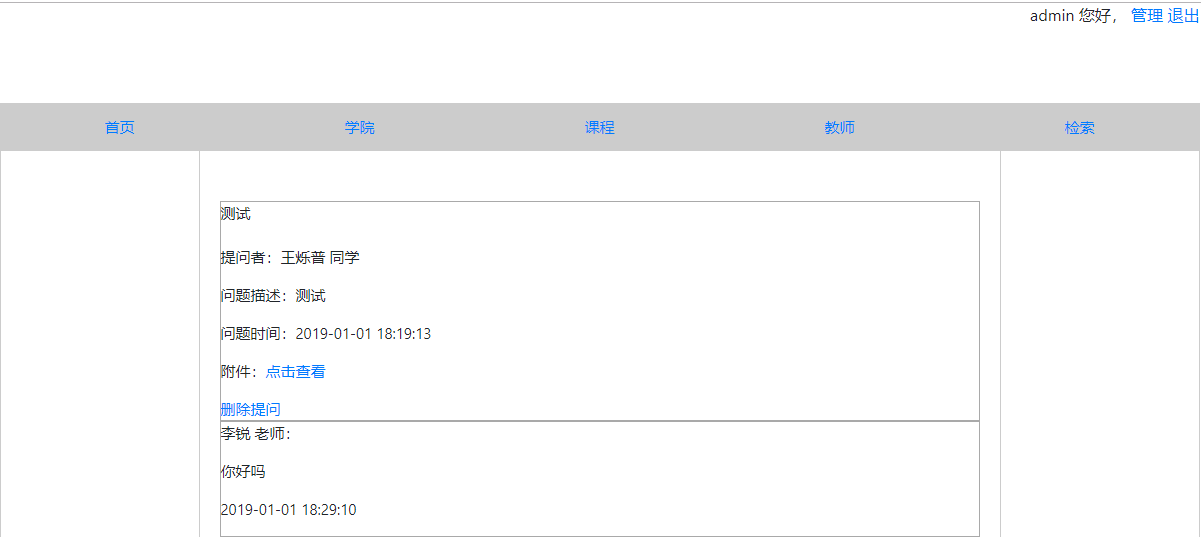 admin 您好， 管理 退出
首页 学院 课程 教师 检索
测试
提问者：王烁普 同学
问题描述：测试
问题时间：2019-01-01 18:19:13
附件：点击查看
删除提问
李锐 老师：
你好吗
2019-01-01 18:29:10